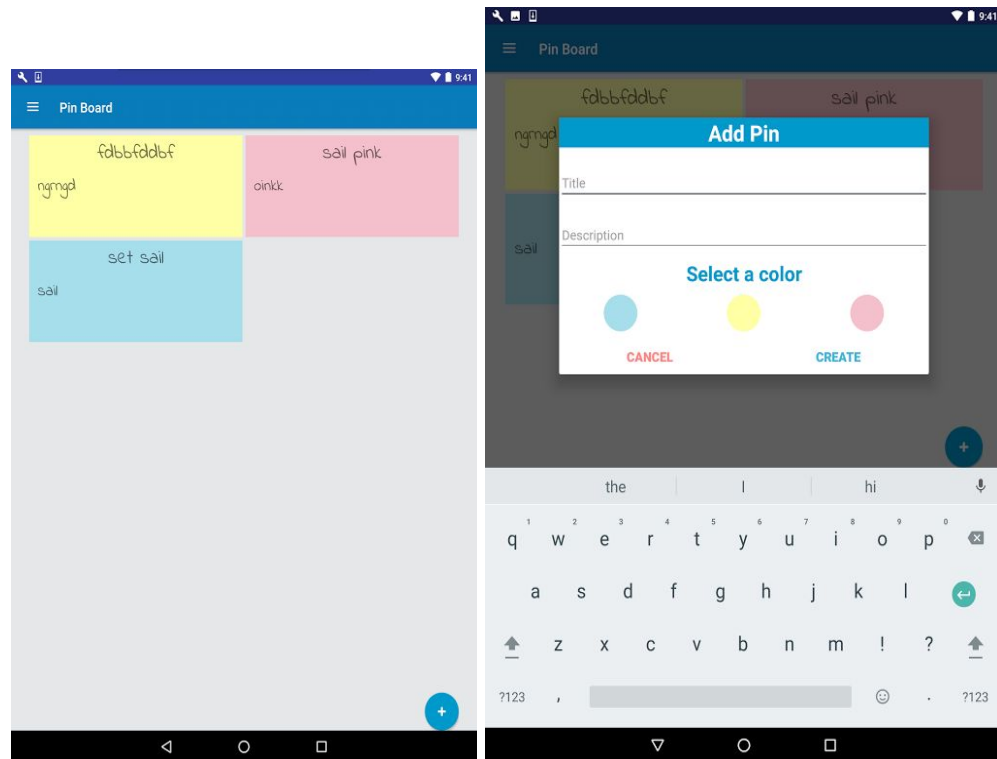 9:41
Pin Board
fdbbfddbf
sail pink
ngmgd
oinkk
set sail
sail
+
9:41
Pin Board
fdbbfddbf
sail pink
ngmgd
sail
Add Pin
Title
Description
Select a color
CANCEL CREATE
+
the I hi
1 2 3 4 5 6 7 8 9 0
q w e r t y u i o p
a s d f g h j k l
z x c v b n m ! ?
?123 , . ?123